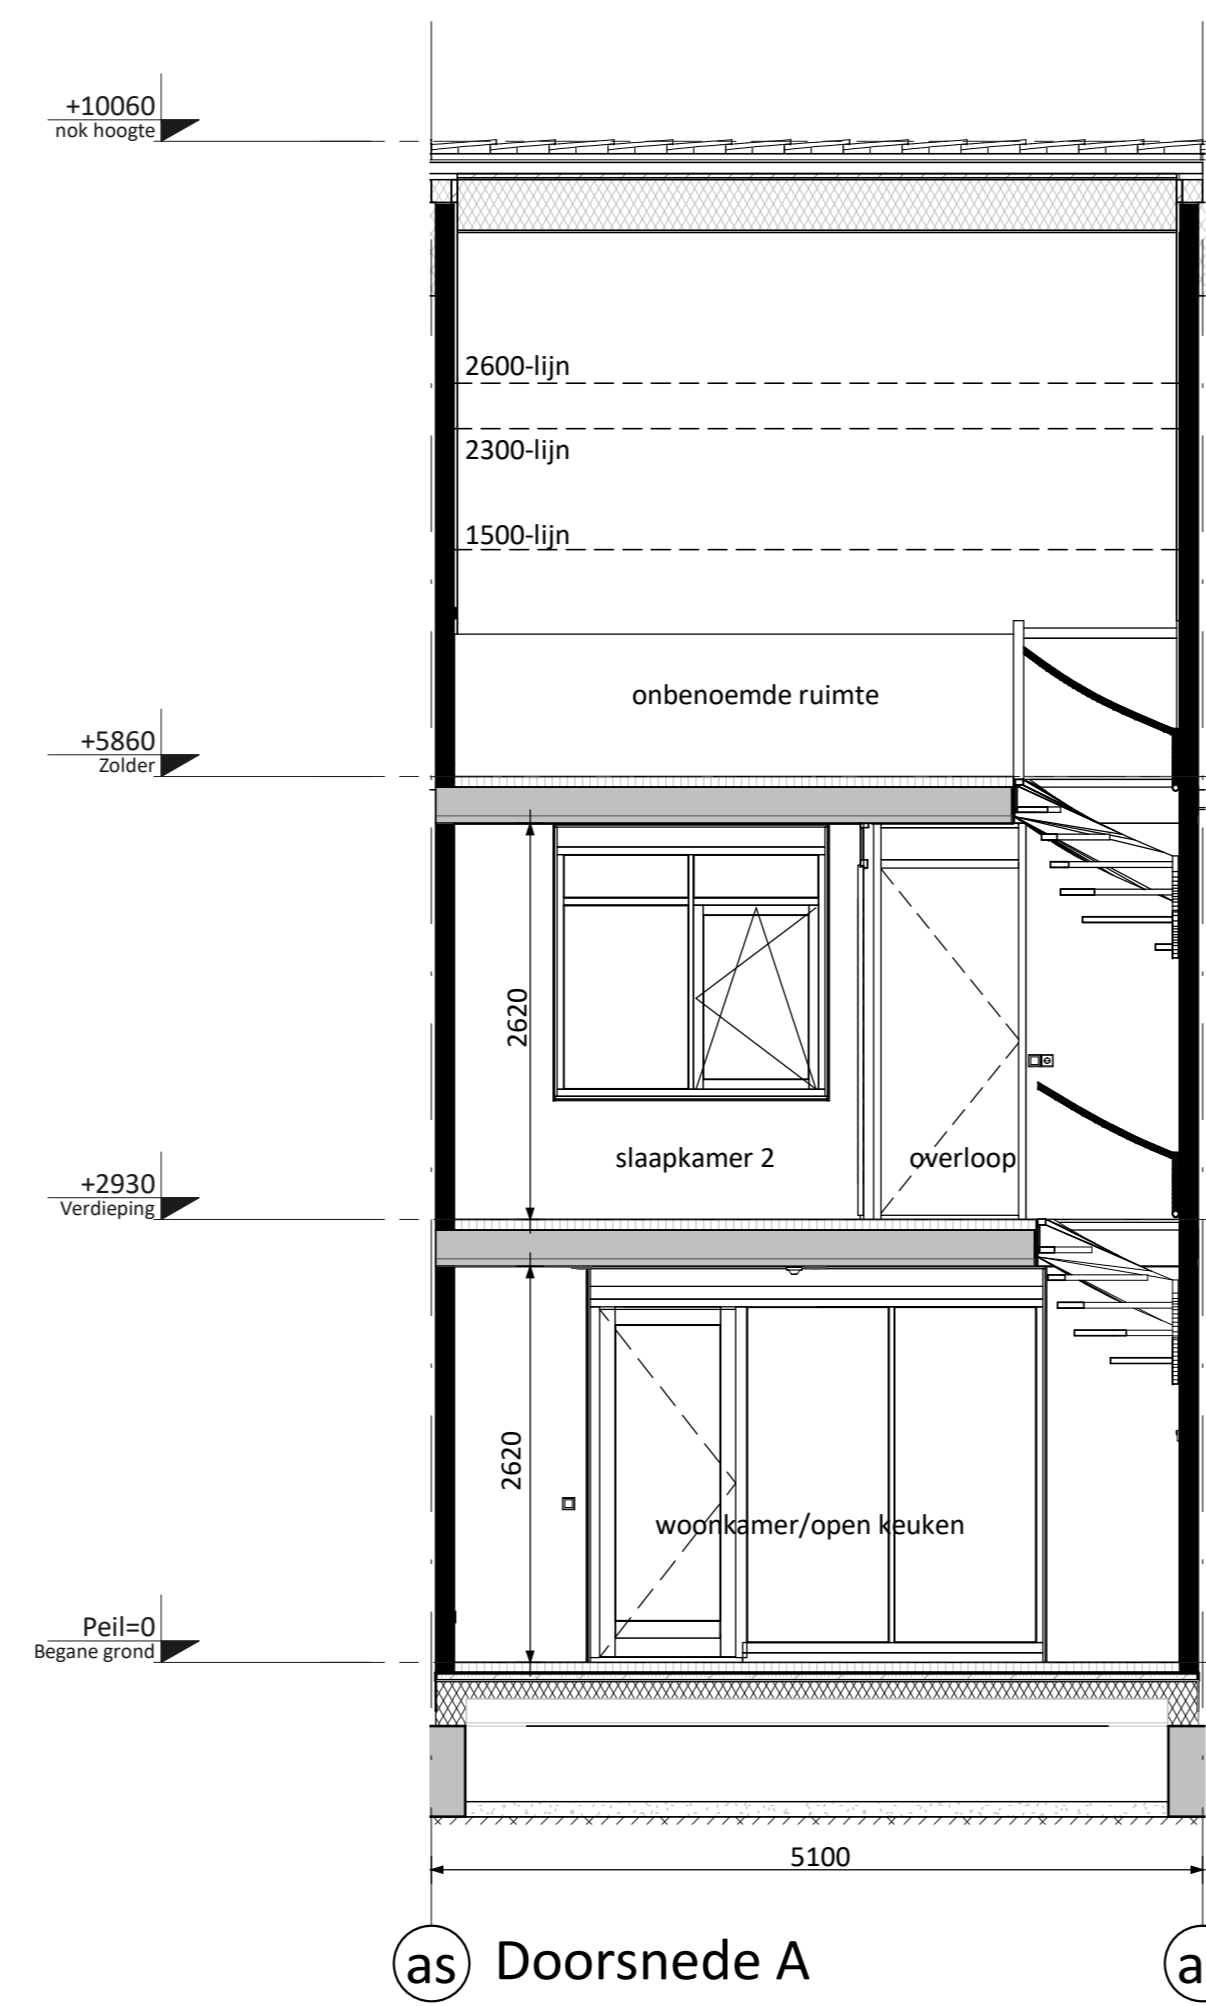 +10060
nok hoogte
2600-lijn
2300-lijn
1500-lijn
onbenoemde ruimte
+5860
Zolder
2620
slaapkamer 2
overloop
+2930
Verdieping
2620
woonkamer/open keuken
Peil=0
Begane grond
5100
as
Doorsnede A
a